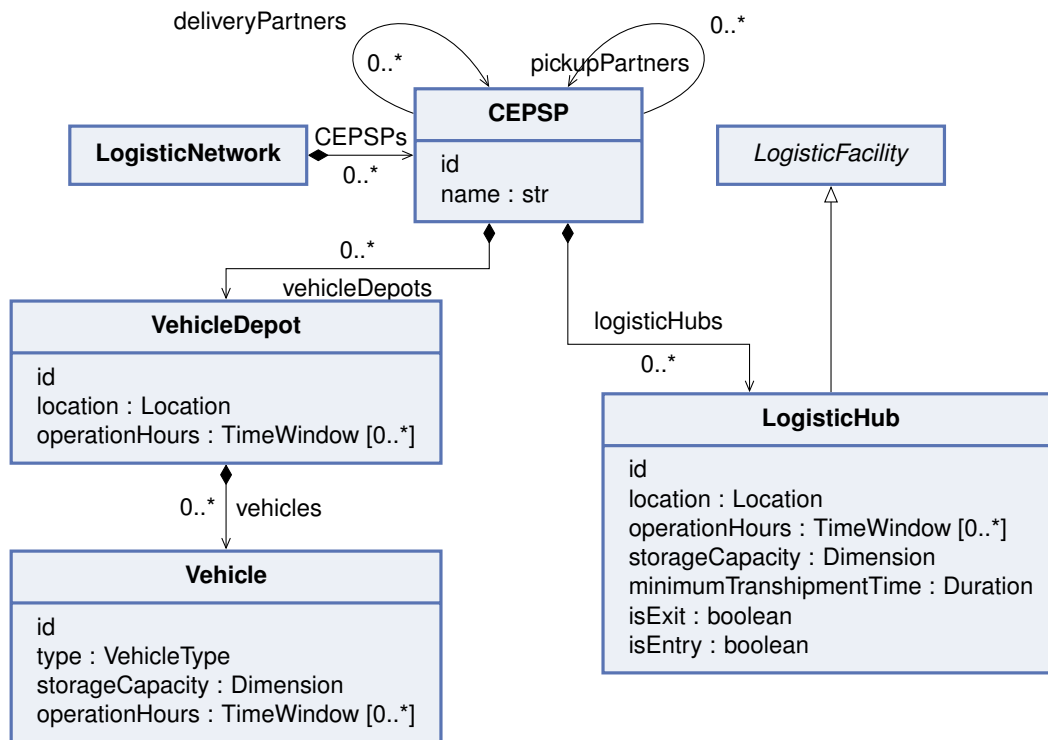 deliveryPartners
0..*
0..*
pickupPartners
CEPSP
id
name : str
LogisticNetwork
CEPSPs
0..*
LogisticFacility
0..*
vehicleDepots
logisticHubs
0..*
VehicleDepot
id
location : Location
operationHours : TimeWindow [0..*]
0..* vehicles
Vehicle
id
type : VehicleType
storageCapacity : Dimension
operationHours : TimeWindow [0..*]
LogisticHub
id
location : Location
operationHours : TimeWindow [0..*]
storageCapacity : Dimension
minimumTranshipmentTime : Duration
isExit : boolean
isEntry : boolean